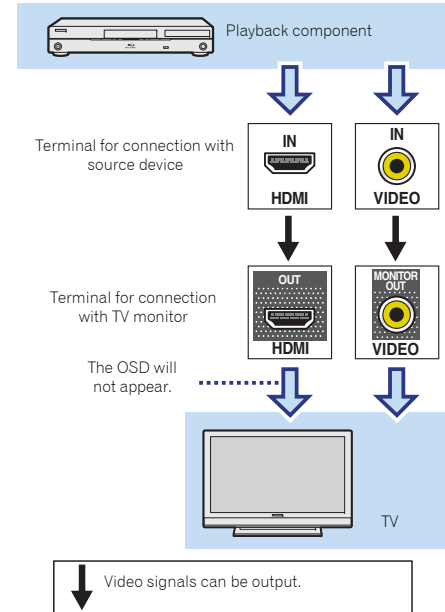 Playback component
Terminal for connection with
source device
IN
HDMI
IN
VIDEO
Terminal for connection
with TV monitor
OUT
HDMI
MONITOR
OUT
VIDEO
The OSD will
not appear.
TV
Video signals can be output.